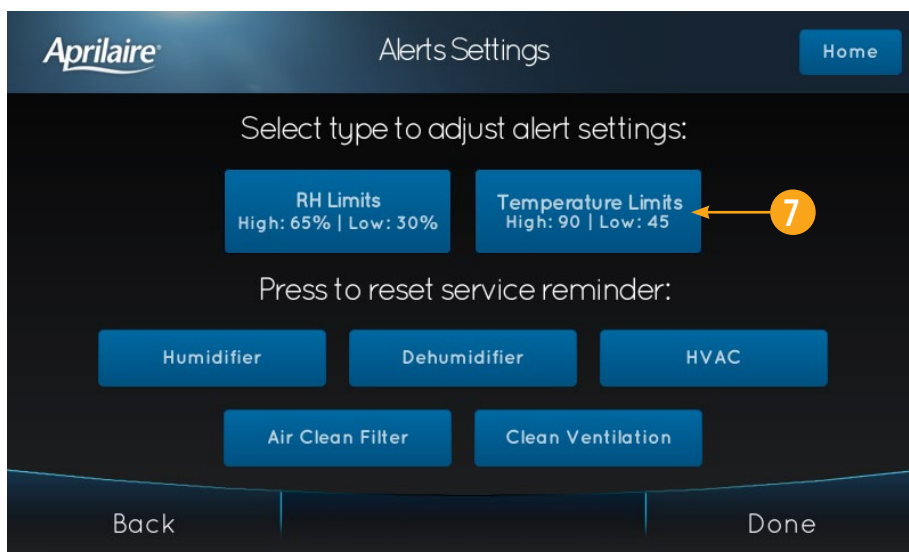 Aprilaire
Alerts Settings
Home
Select type to adjust alert settings:
RH Limits
High: 65% | Low: 30%
Temperature Limits
High: 90 | Low: 45
7
Press to reset service reminder:
Humidifier
Dehumidifier
HVAC
Air Clean Filter
Clean Ventilation
Back
Done